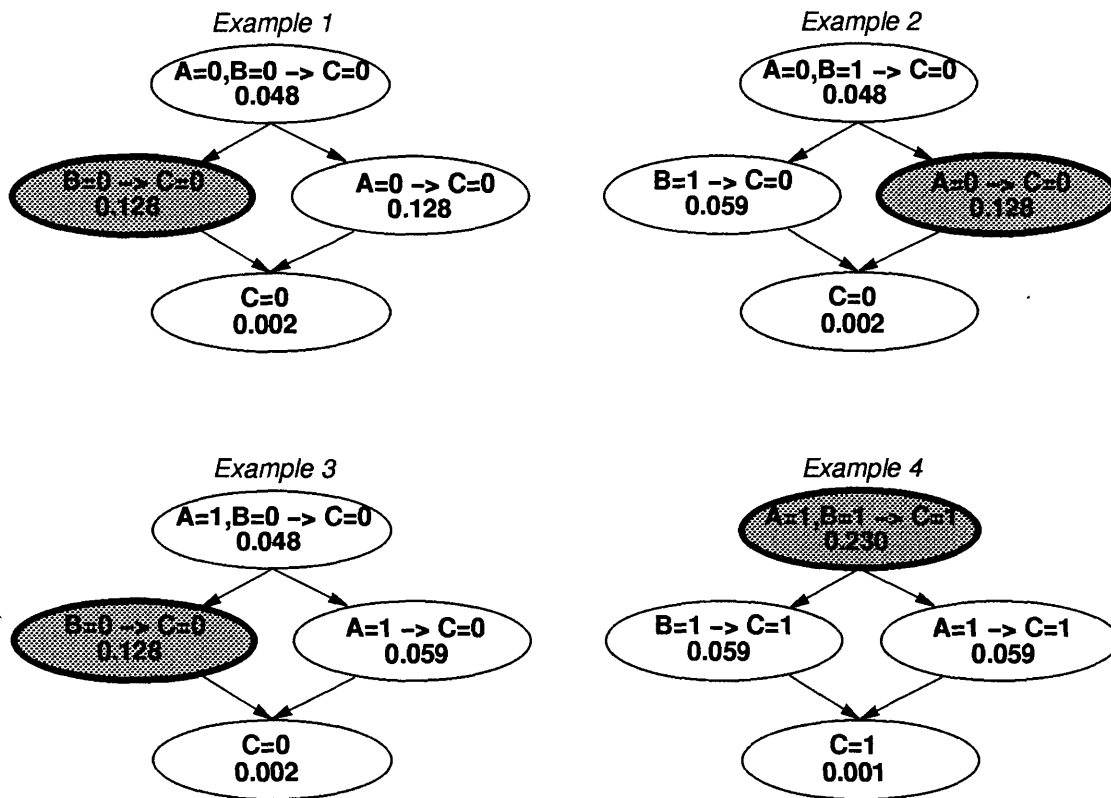 Example 1
A=0,B=0 –> C=0
0.048
B=0 –> C=0
0.128
A=0 –> C=0
0.128
C=0
0.002
Example 2
A=0,B=1 –> C=0
0.048
B=1 –> C=0
0.059
A=0 –> C=0
0.128
C=0
0.002
Example 3
A=1,B=0 –> C=0
0.048
B=0 –> C=0
0.128
A=1 –> C=0
0.059
C=0
0.002
Example 4
A=1,B=1 –> C=1
0.230
B=1 –> C=1
0.059
A=1 –> C=1
0.059
C=1
0.001